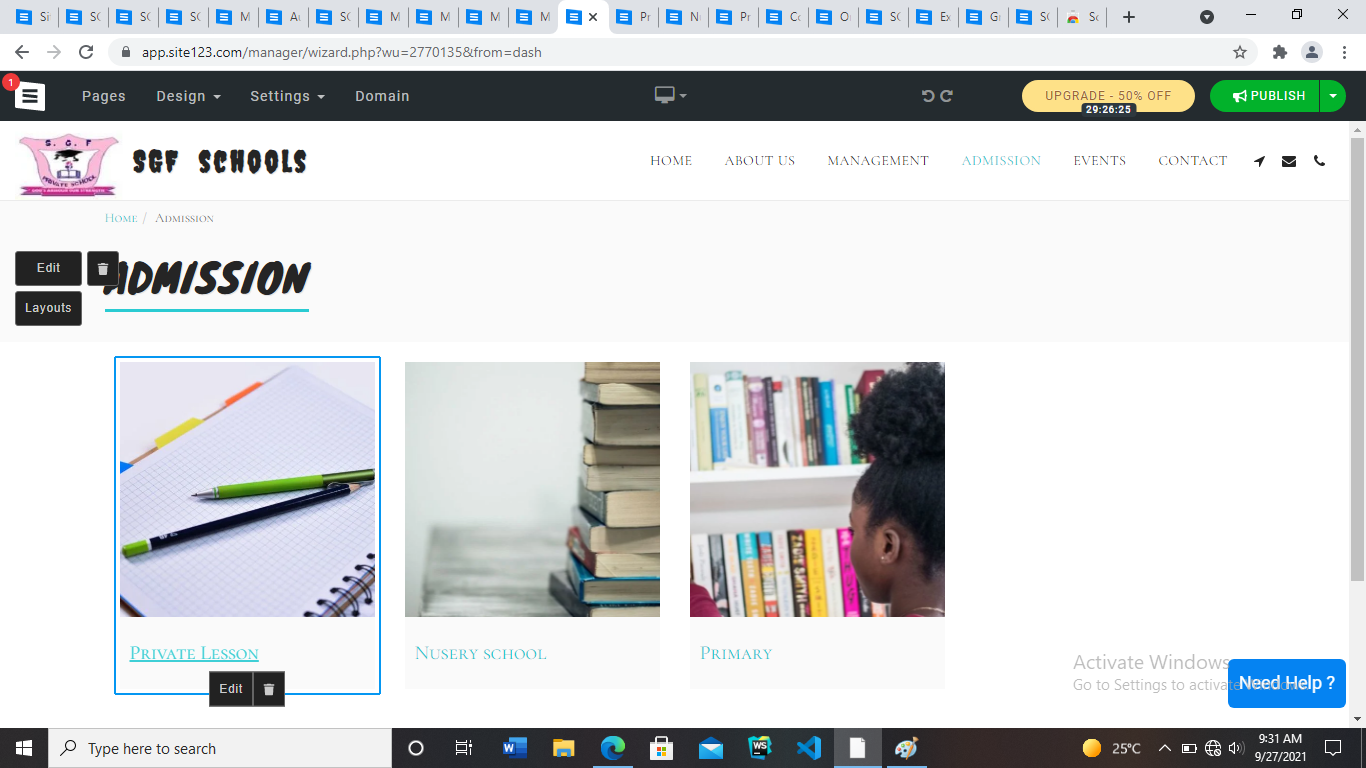 Si
SC
SC
SC
M
Au
SC
M
M
M
M
Pr
Nu
Pr
Co
O
SC
Ex
G
SC
Sc
app.site123.com/manager/wizard.php?wu=2770135&from=dash
1
Pages Design Settings Domain
UPGRADE - 50% OFF
29:26:25
PUBLISH
S. G. F
PRIVATE SCHOOL
SGF SCHOOLS
HOME ABOUT US MANAGEMENT ADMISSION EVENTS CONTACT
Home / Admission
Edit
Layouts
ADMISSION
Private Lesson
Nusery school
Primary
Edit
Activate Windows
Go to Settings to activate Windows.
Need Help ?
Type here to search
W
WS
25°C
9:31 AM
9/27/2021